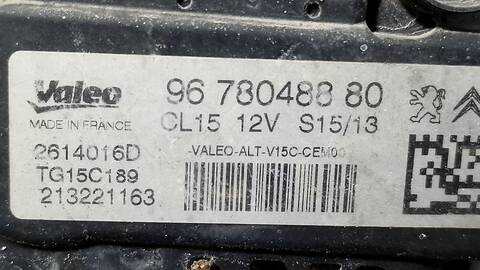 Valeo
MADE IN FRANCE
96 780488 80
CL15 12V S15/13
2614016D
TG15C189
213221163
-VALEO-ALT-V15C-CEM00